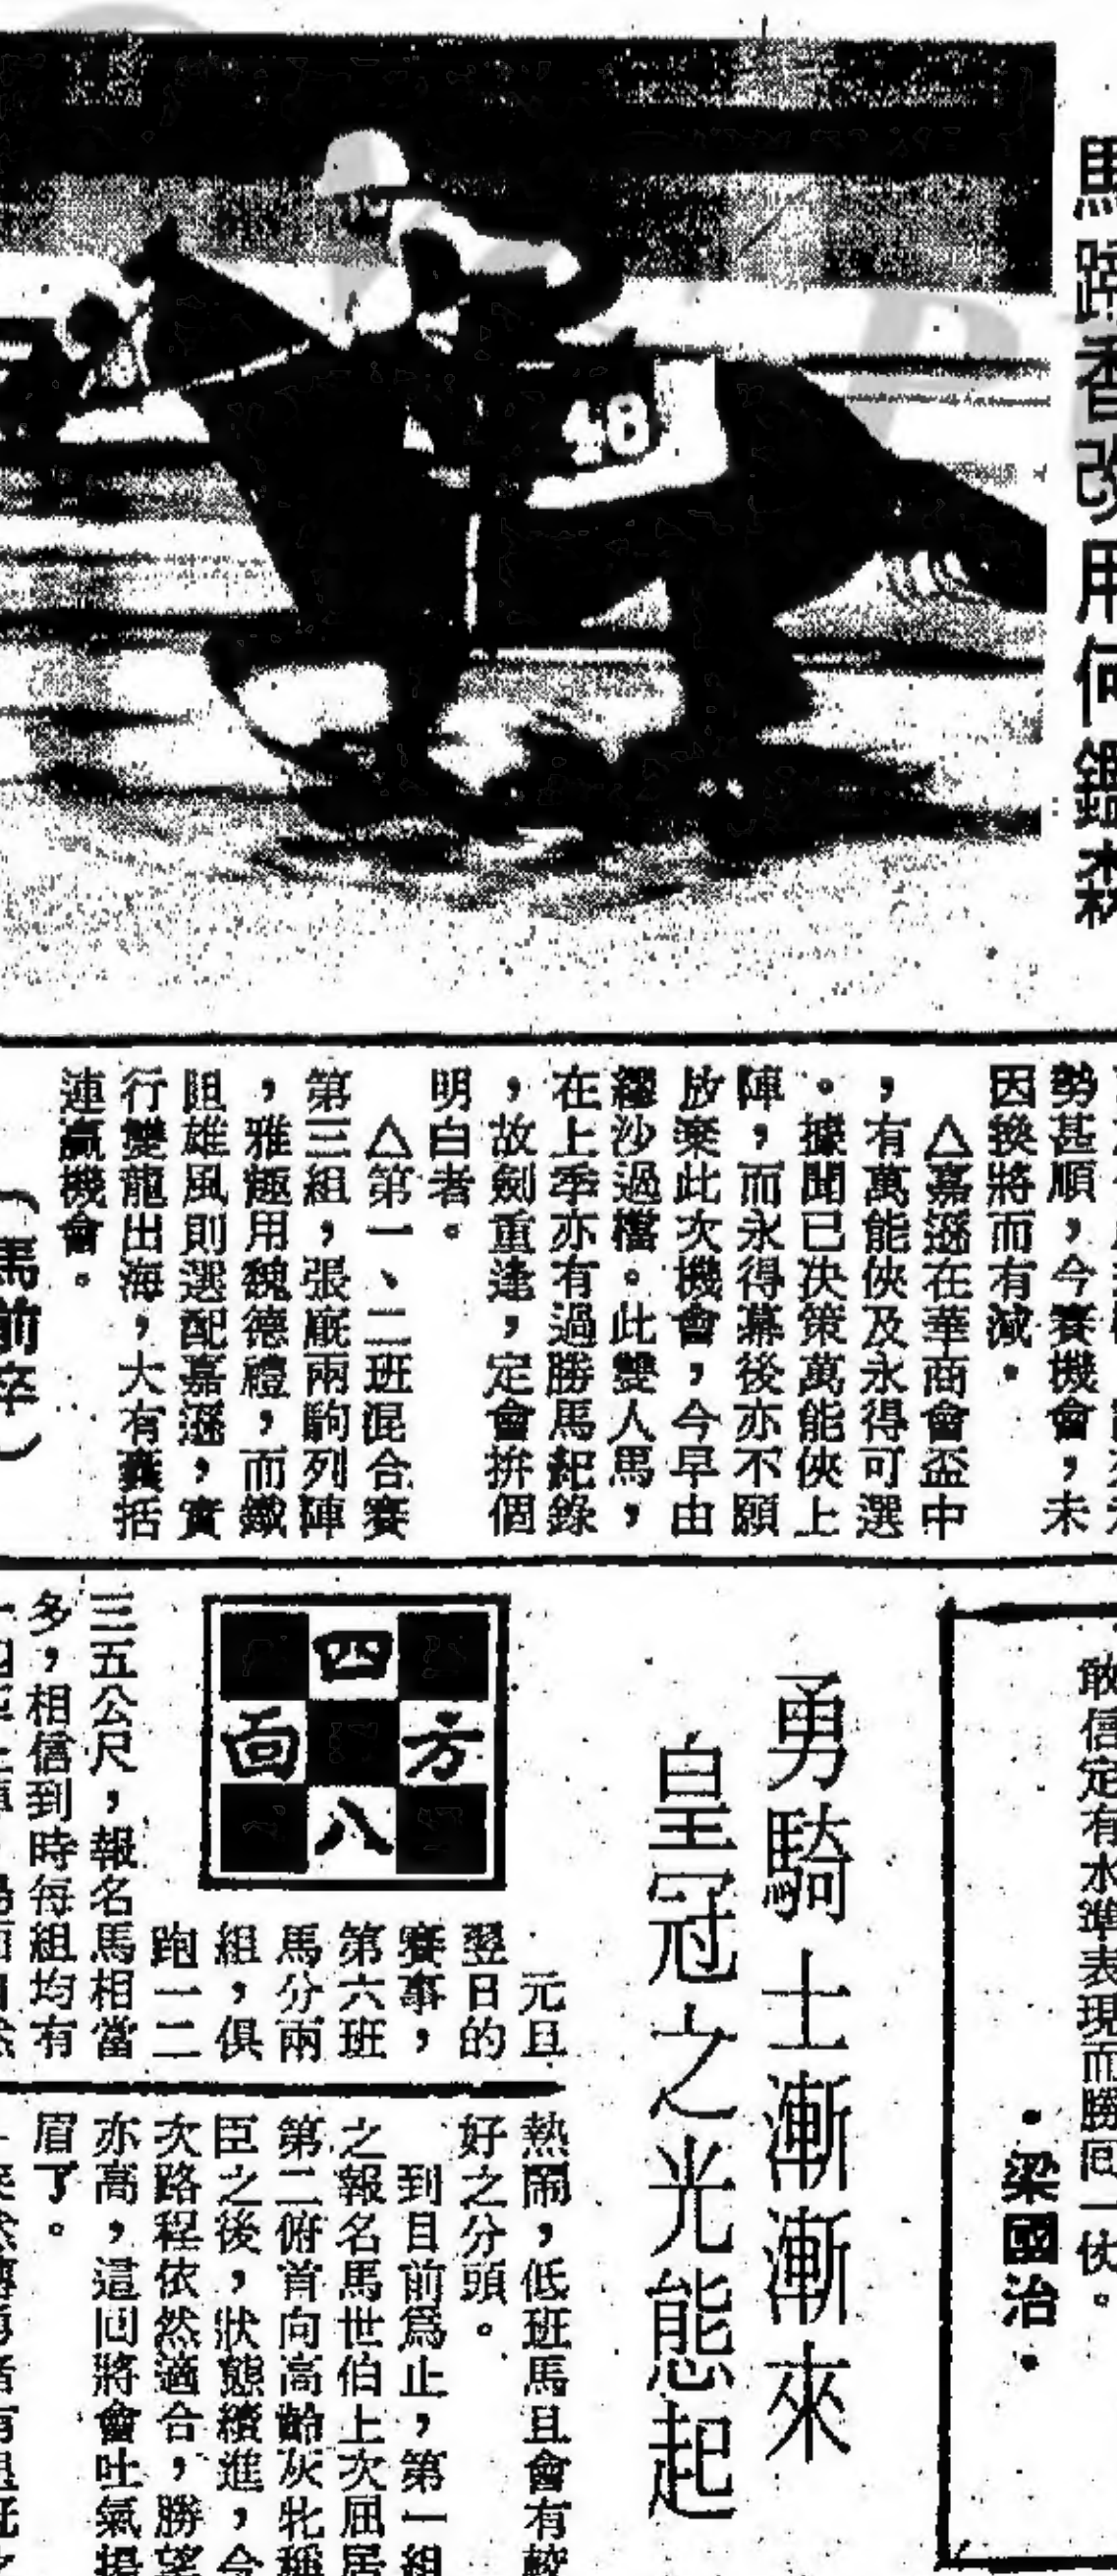 馬蹄香改用何鑑森
48
8
勢甚順，今賽機會，未
因換將而有減。
△嘉遜在華商會盃中
，有萬能俠及永得可選
。據聞已決策萬能俠上
陣，而永得幕後亦不願
放棄此次機會，今早由
繆沙過檔。此雙人馬，
在上季亦有過勝馬紀錄
，故劍重逢，定會拚個
明白者。
△第一、二班混合賽
第三組，張廐兩駒列陣
，雅趣用魏德禮，而鐵
阻雄風則選配嘉遜，實
行雙龍出海，大有囊括
連贏機會。
（馬前卒）
敢信定有水準表現而勝回一仗。
•梁國治•
勇騎士漸漸來
皇冠之光能起
四
方
面
八
元旦
翌日的
賽事，
第六班
馬分兩
組，俱
跑一二
三五公尺，報名馬相當
多，相信到時每組均有
熱鬧，低班馬且會有較
好之分頭。
到目前爲止，第一組
之報名馬世伯上次屈居
第二俯首向高齡灰牝稱
臣之後，狀態續進，今
次路程依然適合，勝望
亦高，這回將會吐氣揚
眉了。